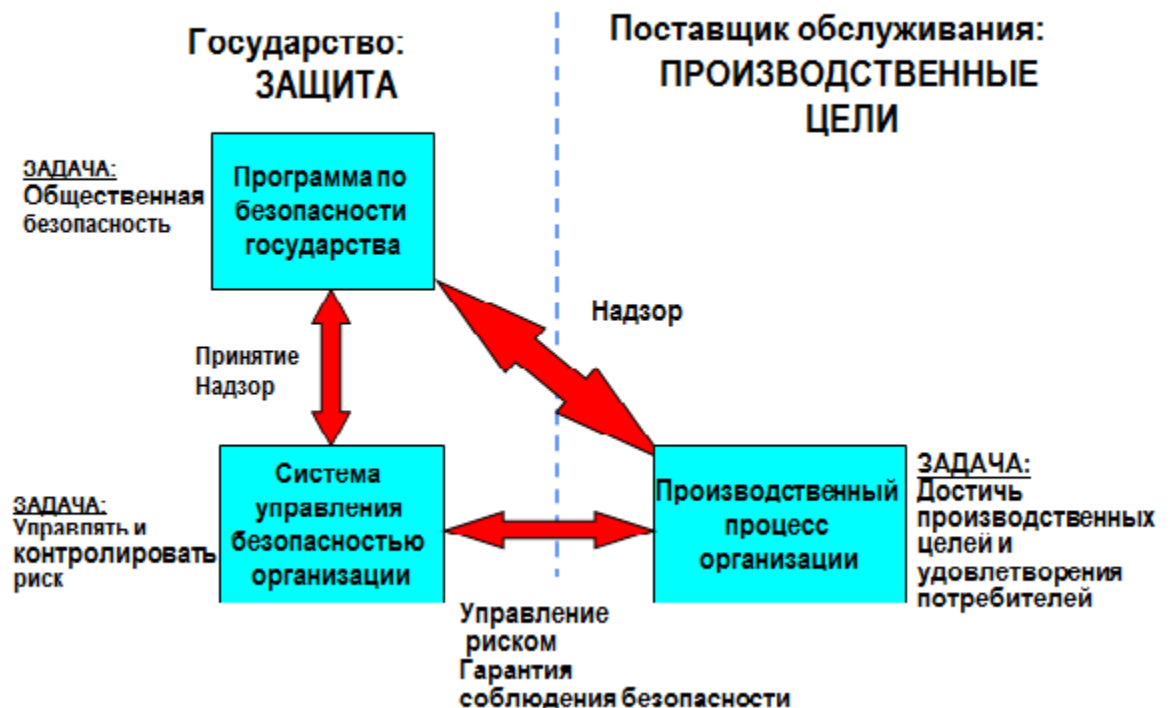 Государство:
ЗАЩИТА
Поставщик обслуживания:
ПРОИЗВОДСТВЕННЫЕ
ЦЕЛИ
ЗАДАЧА:
Общественная
безопасность
Программа по
безопасности
государства
Надзор
Принятие
Надзор
ЗАДАЧА:
Управлять и
контролировать
риск
Система
управления
безопасностью
организации
Производственный
процесс
организации
ЗАДАЧА:
Достичь
производственных
целей и
удовлетворения
потребителей
Управление
риском
Гарантия
соблюдения безопасности